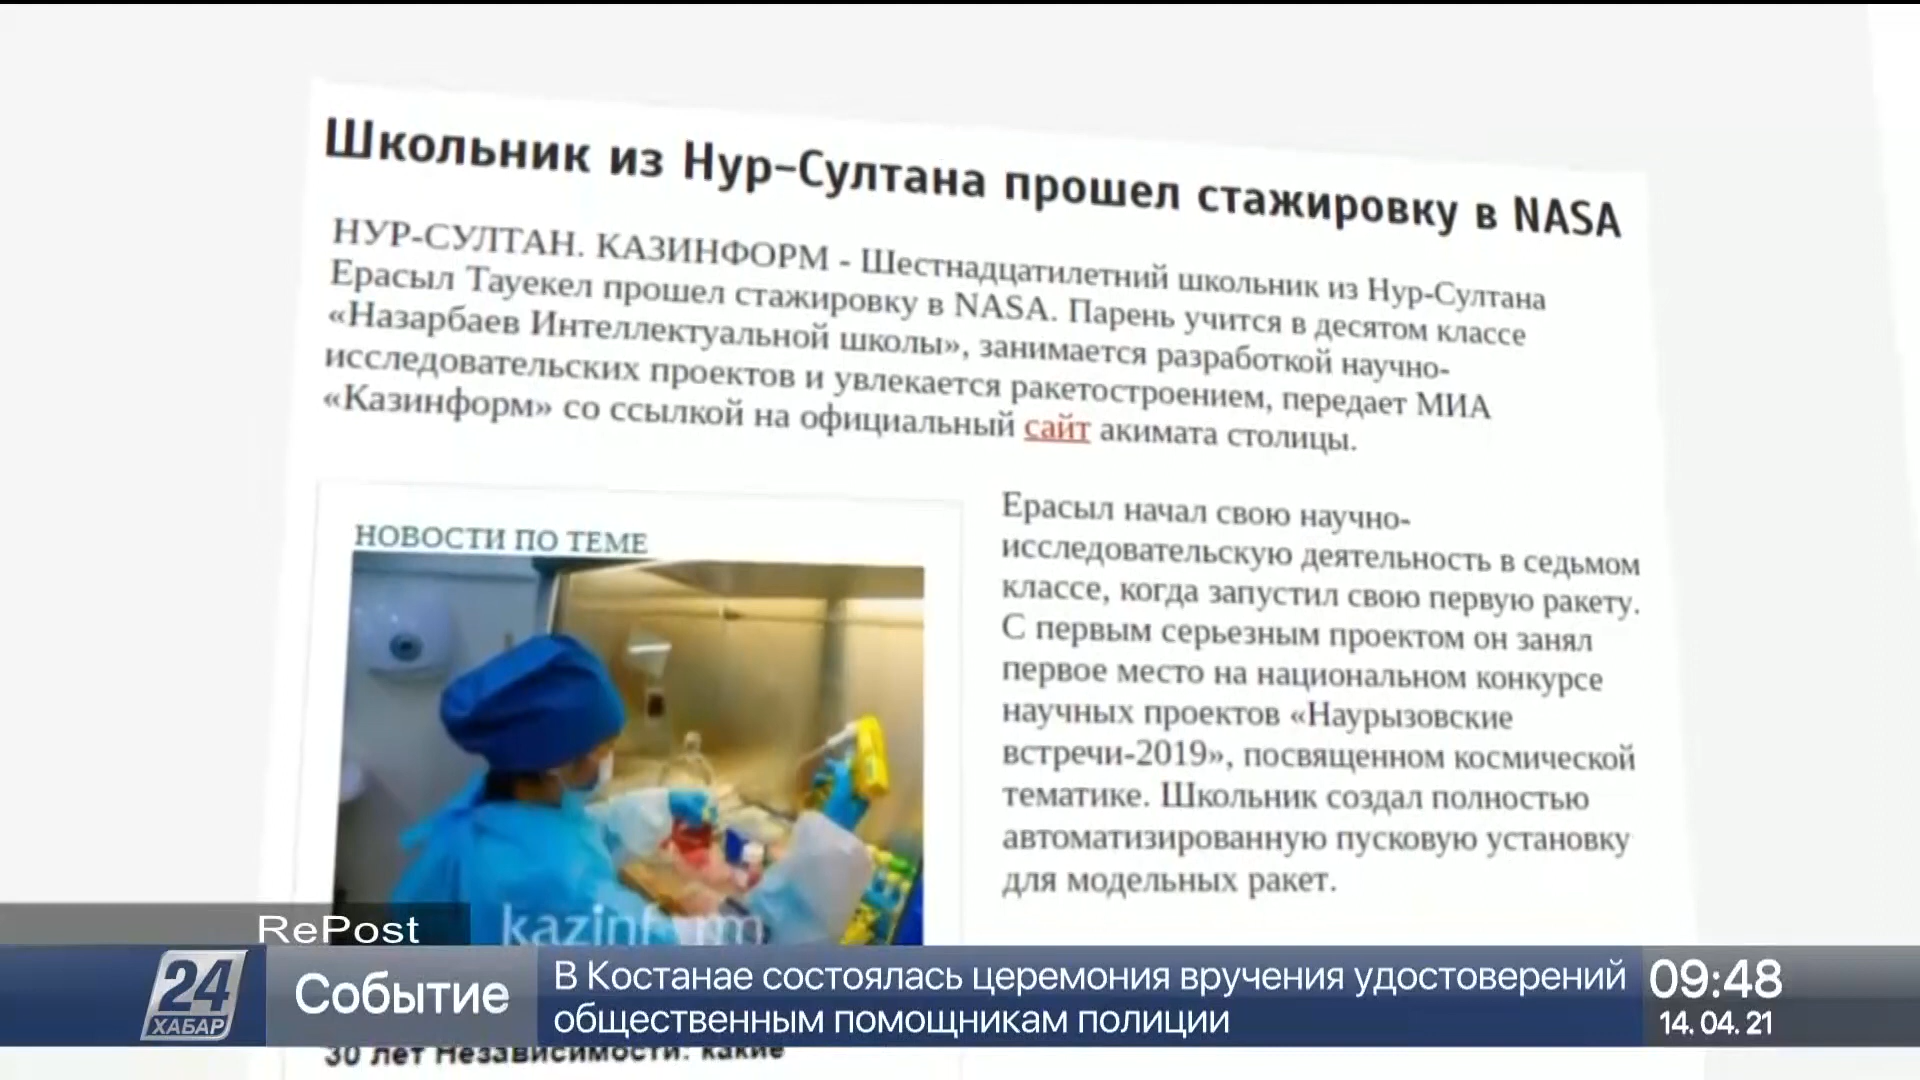 Школьник из Нур-Султана прошел стажировку в NASA
НУР-СУЛТАН. КАЗИНФОРМ - Шестнадцатилетний школьник из Нур-Султана
Ерасыл Тауекел прошел стажировку в NASA. Парень учится в десятом классе
«Назарбаев Интеллектуальной школы», занимается разработкой научно-
исследовательских проектов и увлекается ракетостроением, передает МИА
«Казинформ» со ссылкой на официальный сайт акимата столицы.
НОВОСТИ ПО ТЕМЕ
kazinform
Ерасыл начал свою научно-
исследовательскую деятельность в седьмом
классе, когда запустил свою первую ракету.
С первым серьезным проектом он занял
первое место на национальном конкурсе
научных проектов «Наурызовские
встречи-2019», посвященном космической
тематике. Школьник создал полностью
автоматизированную пусковую установку
для модельных ракет.
RePost
24
ХАБАР
Событие
В Костанае состоялась церемония вручения удостоверений
общественным помощникам полиции
09:48
14. 04. 21
30 лет Независимости: какие